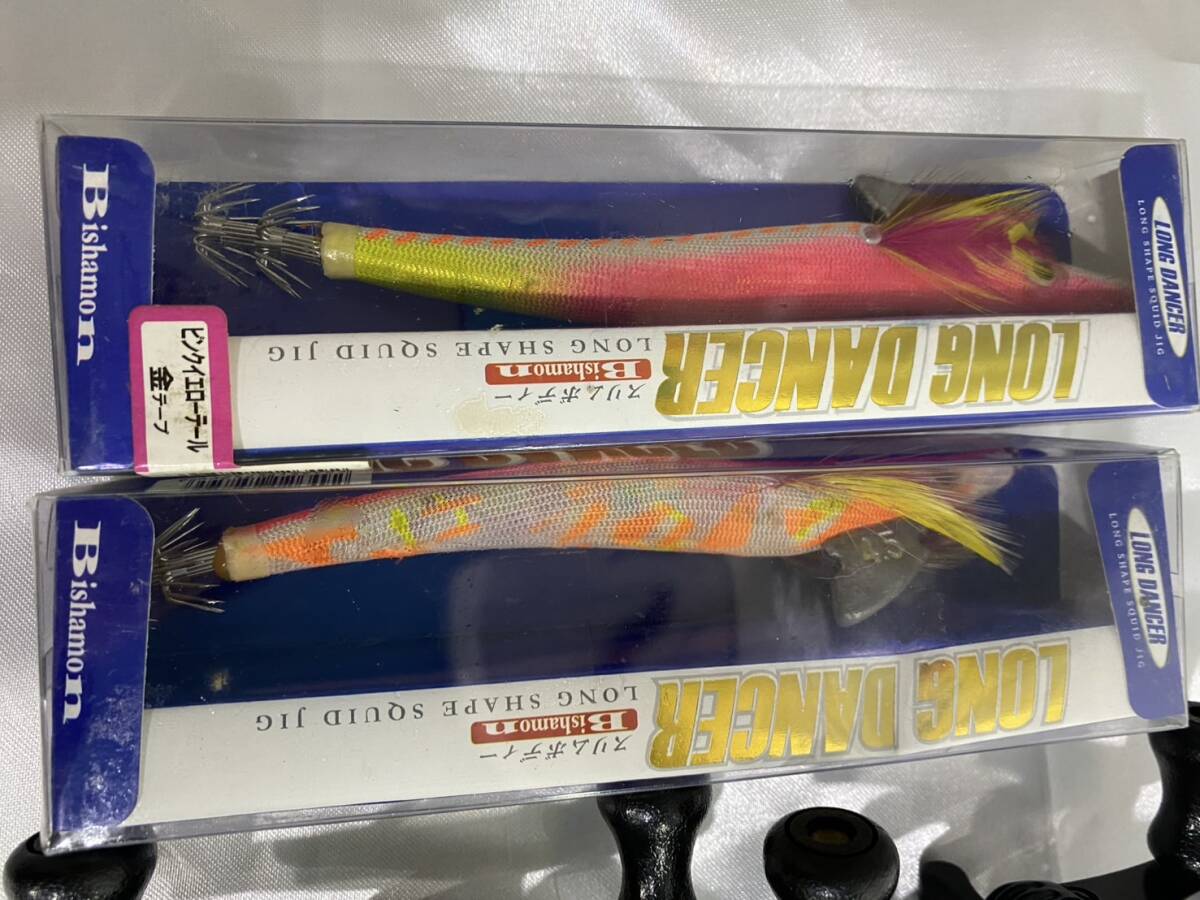 Bishamon
LONG DANCER
LONG SHAPE SQUID JIG
ピンクイエローテール
金テープ
LONG DANCER
スリムボディー
Bishamon
LONG SHAPE SQUID JIG
Bishamon
LONG DANCER
LONG SHAPE SQUID JIG
LONG DANCER
スリムボディー
Bishamon
LONG SHAPE SQUID JIG